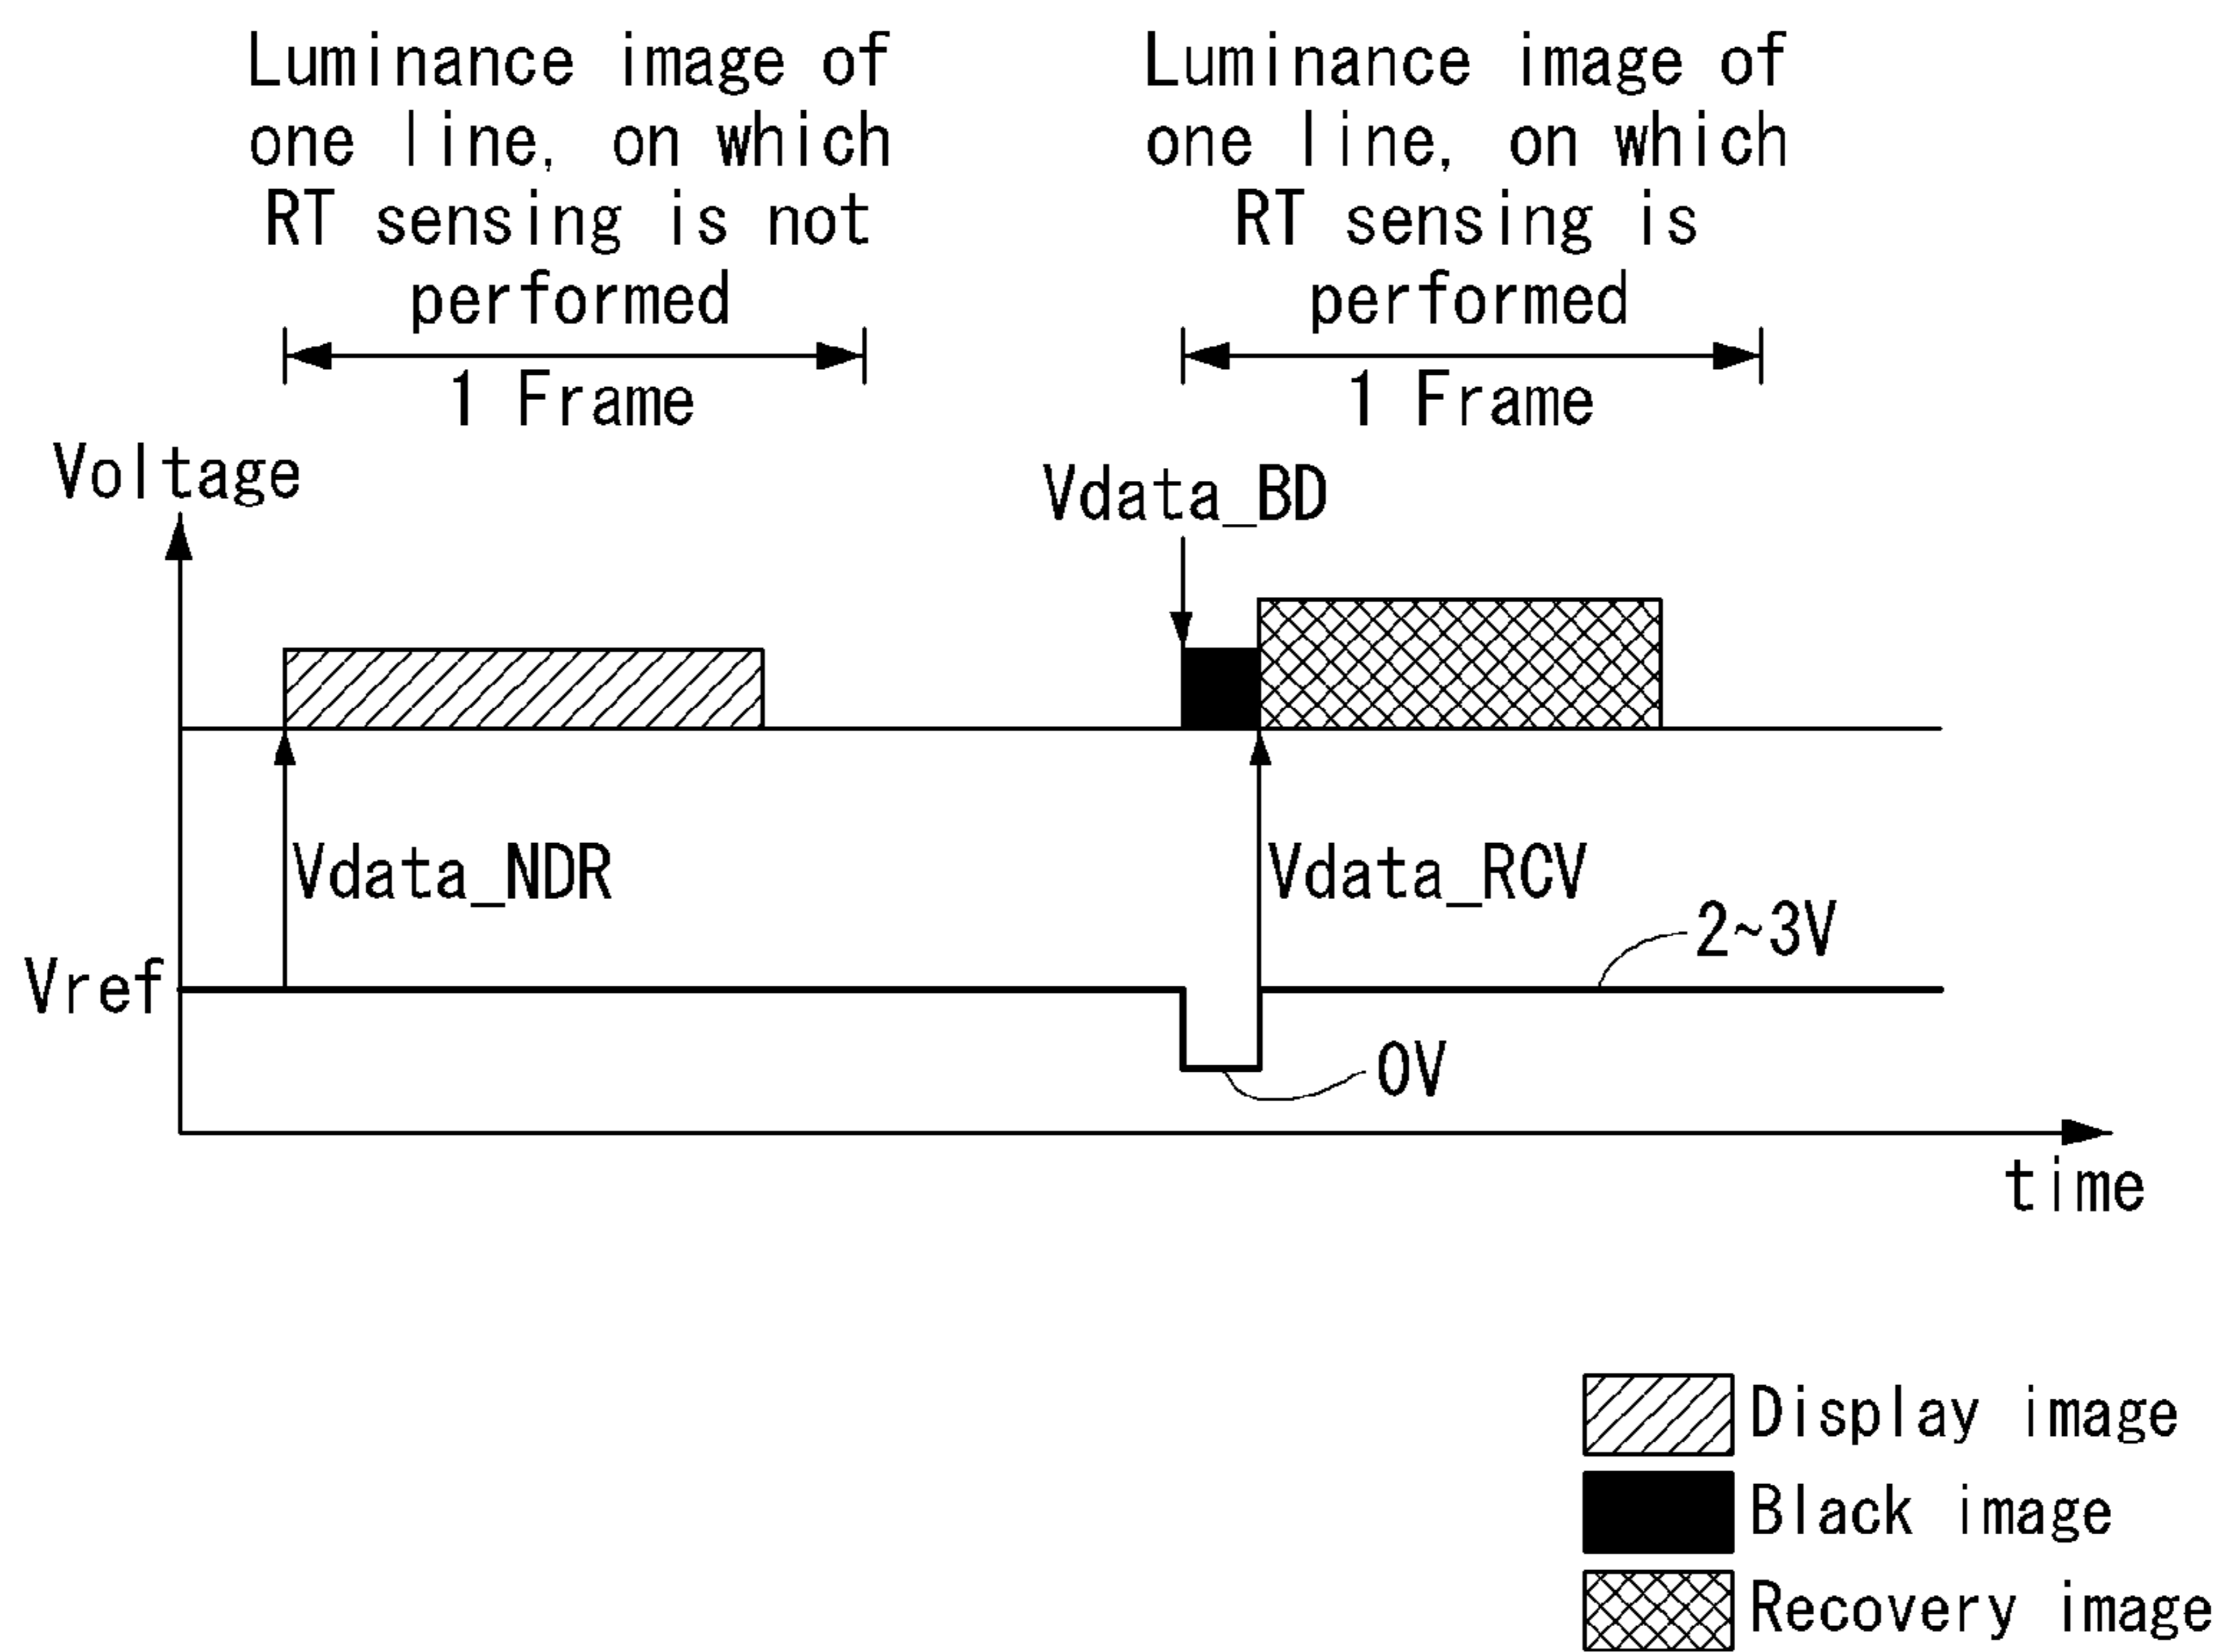 Luminance image of
one line, on which
RT sensing is not
performed
1 Frame
Luminance image of
one line, on which
RT sensing is
performed
1 Frame
Voltage
Vdata_BD
Vdata_NDR
Vdata_RCV
2~3V
Vref
0V
time
Display image
Black image
Recovery image